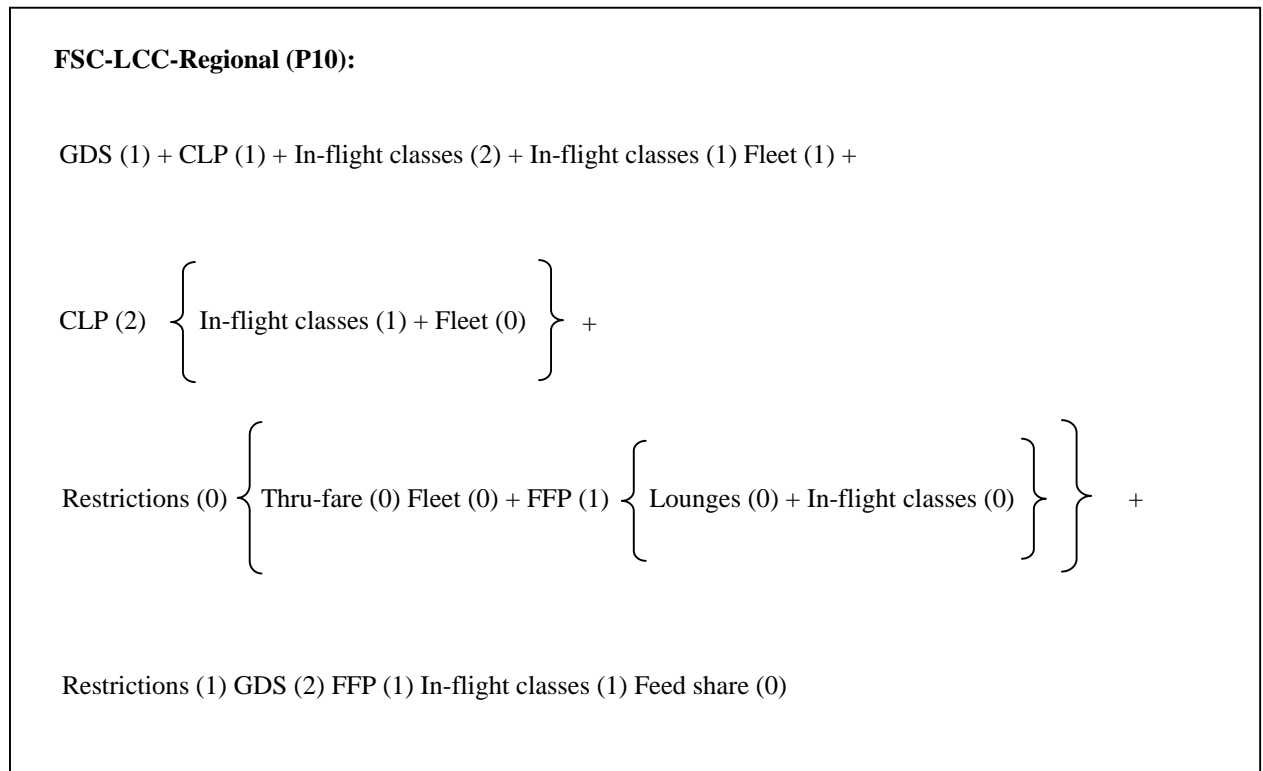 FSC-LCC-Regional (P10):
GDS (1) + CLP (1) + In-flight classes (2) + In-flight classes (1) Fleet (1) +
CLP (2) { In-flight classes (1) + Fleet (0) } +
Restrictions (0) { Thru-fare (0) Fleet (0) + FFP (1) { Lounges (0) + In-flight classes (0) } } +
Restrictions (1) GDS (2) FFP (1) In-flight classes (1) Feed share (0)